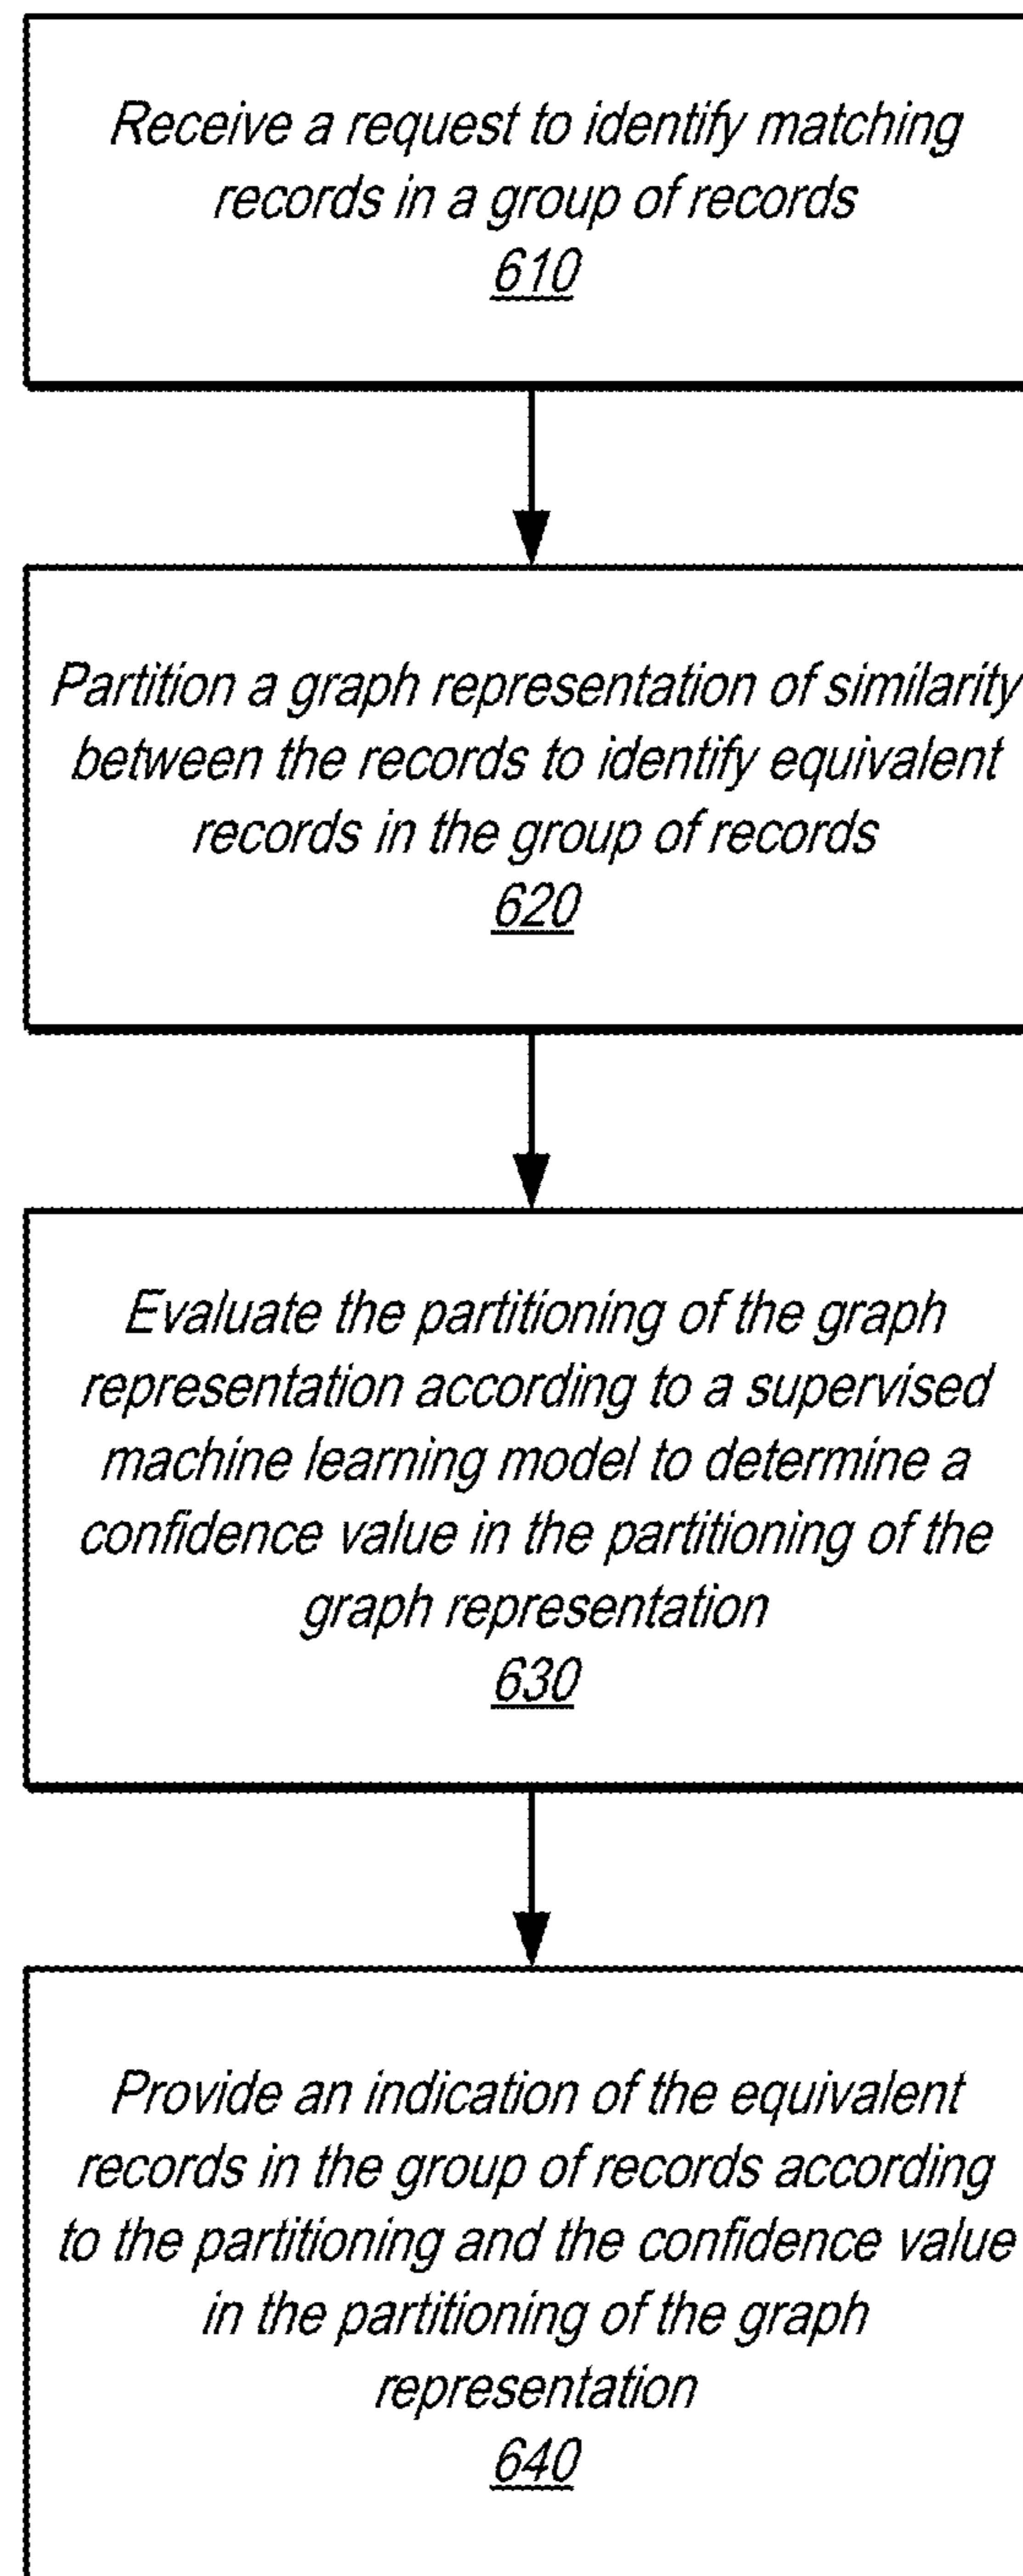 Receive a request to identify matching
records in a group of records
610
Partition a graph representation of similarity
between the records to identify equivalent
records in the group of records
620
Evaluate the partitioning of the graph
representation according to a supervised
machine learning model to determine a
confidence value in the partitioning of the
graph representation
630
Provide an indication of the equivalent
records in the group of records according
to the partitioning and the confidence value
in the partitioning of the graph
representation
640